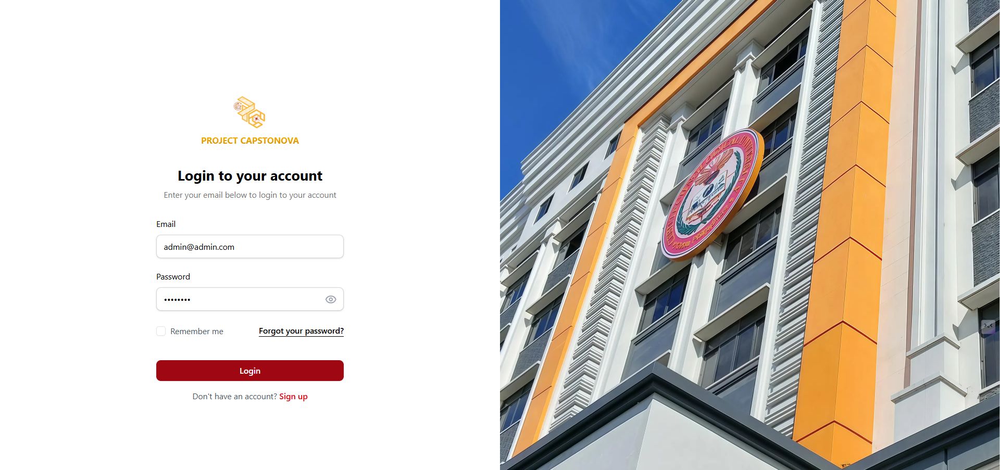 PROJECT CAPSTONOVA
Login to your account
Enter your email below to login to your account
Email
admin@admin.com
Password
••••••••
Remember me
Forgot your password?
Login
Don't have an account? Sign up